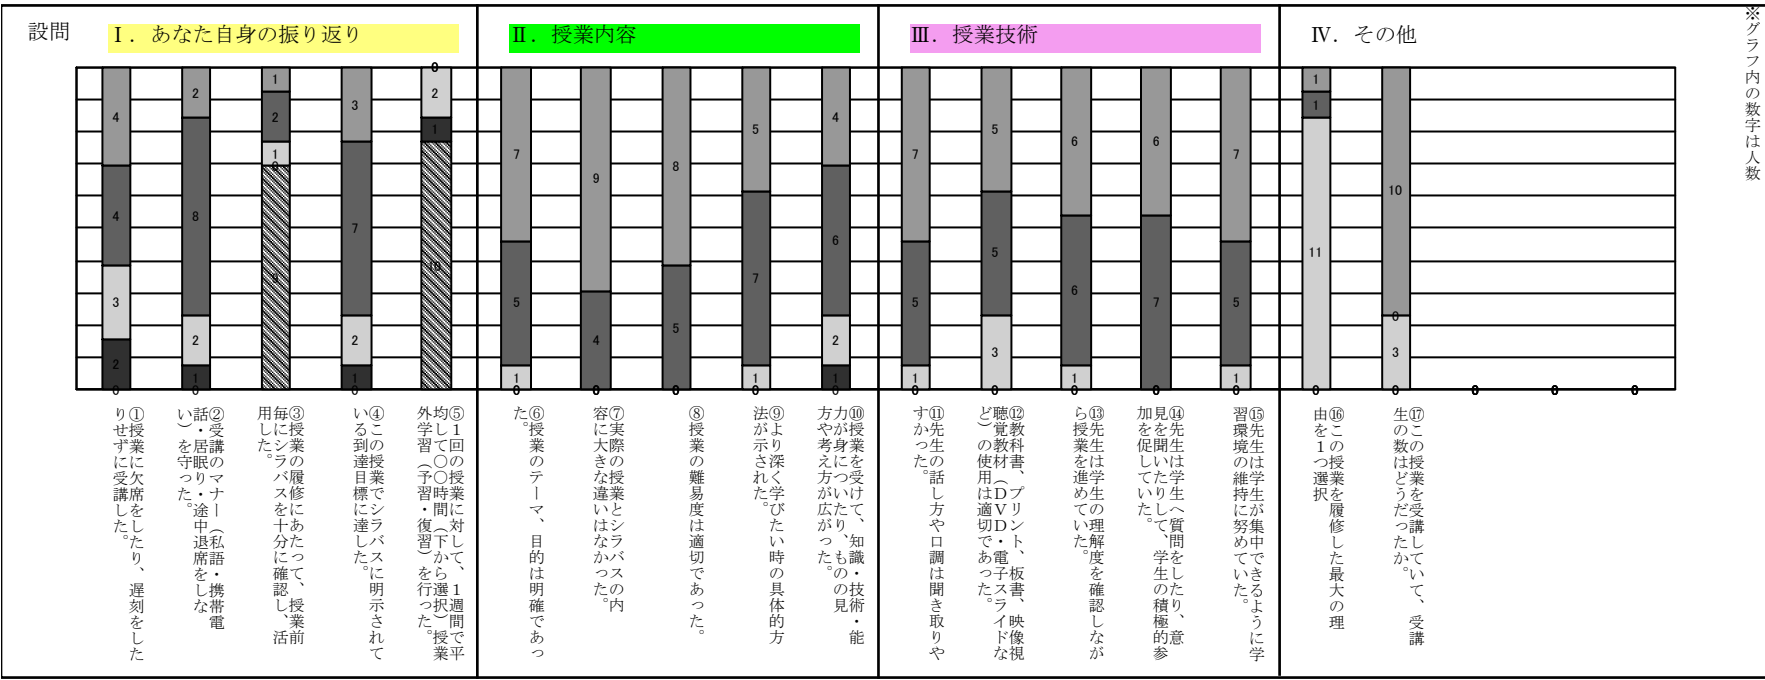 設問
Ⅰ．あなた自身の振り返り
Ⅱ．授業内容
Ⅲ．授業技術
Ⅳ．その他
※グラフ内の数字は人数
4
4
3
2
0
2
8
2
1
0
1
2
1
0
9
3
7
2
1
0
0
2
1
10
7
5
1
0
9
4
0
8
5
0
5
7
1
0
4
6
2
1
0
7
5
1
0
5
5
3
0
6
6
1
0
6
7
0
7
5
1
0
1
1
11
0
10
0
3
0
0
0
0
①授業に欠席をしたり、遅刻をした
りせずに受講した。
②受講のマナー（私語・携帯電
話・居眠り・途中退席をしな
い）を守った。
③授業の履修にあたって、授業前
毎にシラバスを十分に確認し、活
用した。
④この授業でシラバスに明示されて
いる到達目標に達した。
⑤１回の授業に対して、１週間で平
均して〇〇時間（下から選択）授業
外学習（予習・復習）を行った。
⑥授業のテーマ、目的は明確であっ
た。
⑦実際の授業とシラバスの内
容に大きな違いはなかった。
⑧授業の難易度は適切であった。
⑨より深く学びたい時の具体的方
法が示された。
⑩授業を受けて、知識・技術・能
力が身についたり、ものの見
方や考え方が広がった。
⑪先生の話し方や口調は聞き取りや
すかった。
⑫教科書、プリント、板書、映像視
聴覚教材（ＤＶＤ・電子スライドな
ど）の使用は適切であった。
⑬先生は学生の理解度を確認しなが
ら授業を進めていた。
⑭先生は学生へ質問をしたり、意
見を聞いたりして、学生の積極的参
加を促していた。
⑮先生は学生が集中できるように学
習環境の維持に努めていた。
⑯この授業を履修した最大の理
由を１つ選択
⑰この授業を受講していて、受講
生の数はどうだったか。